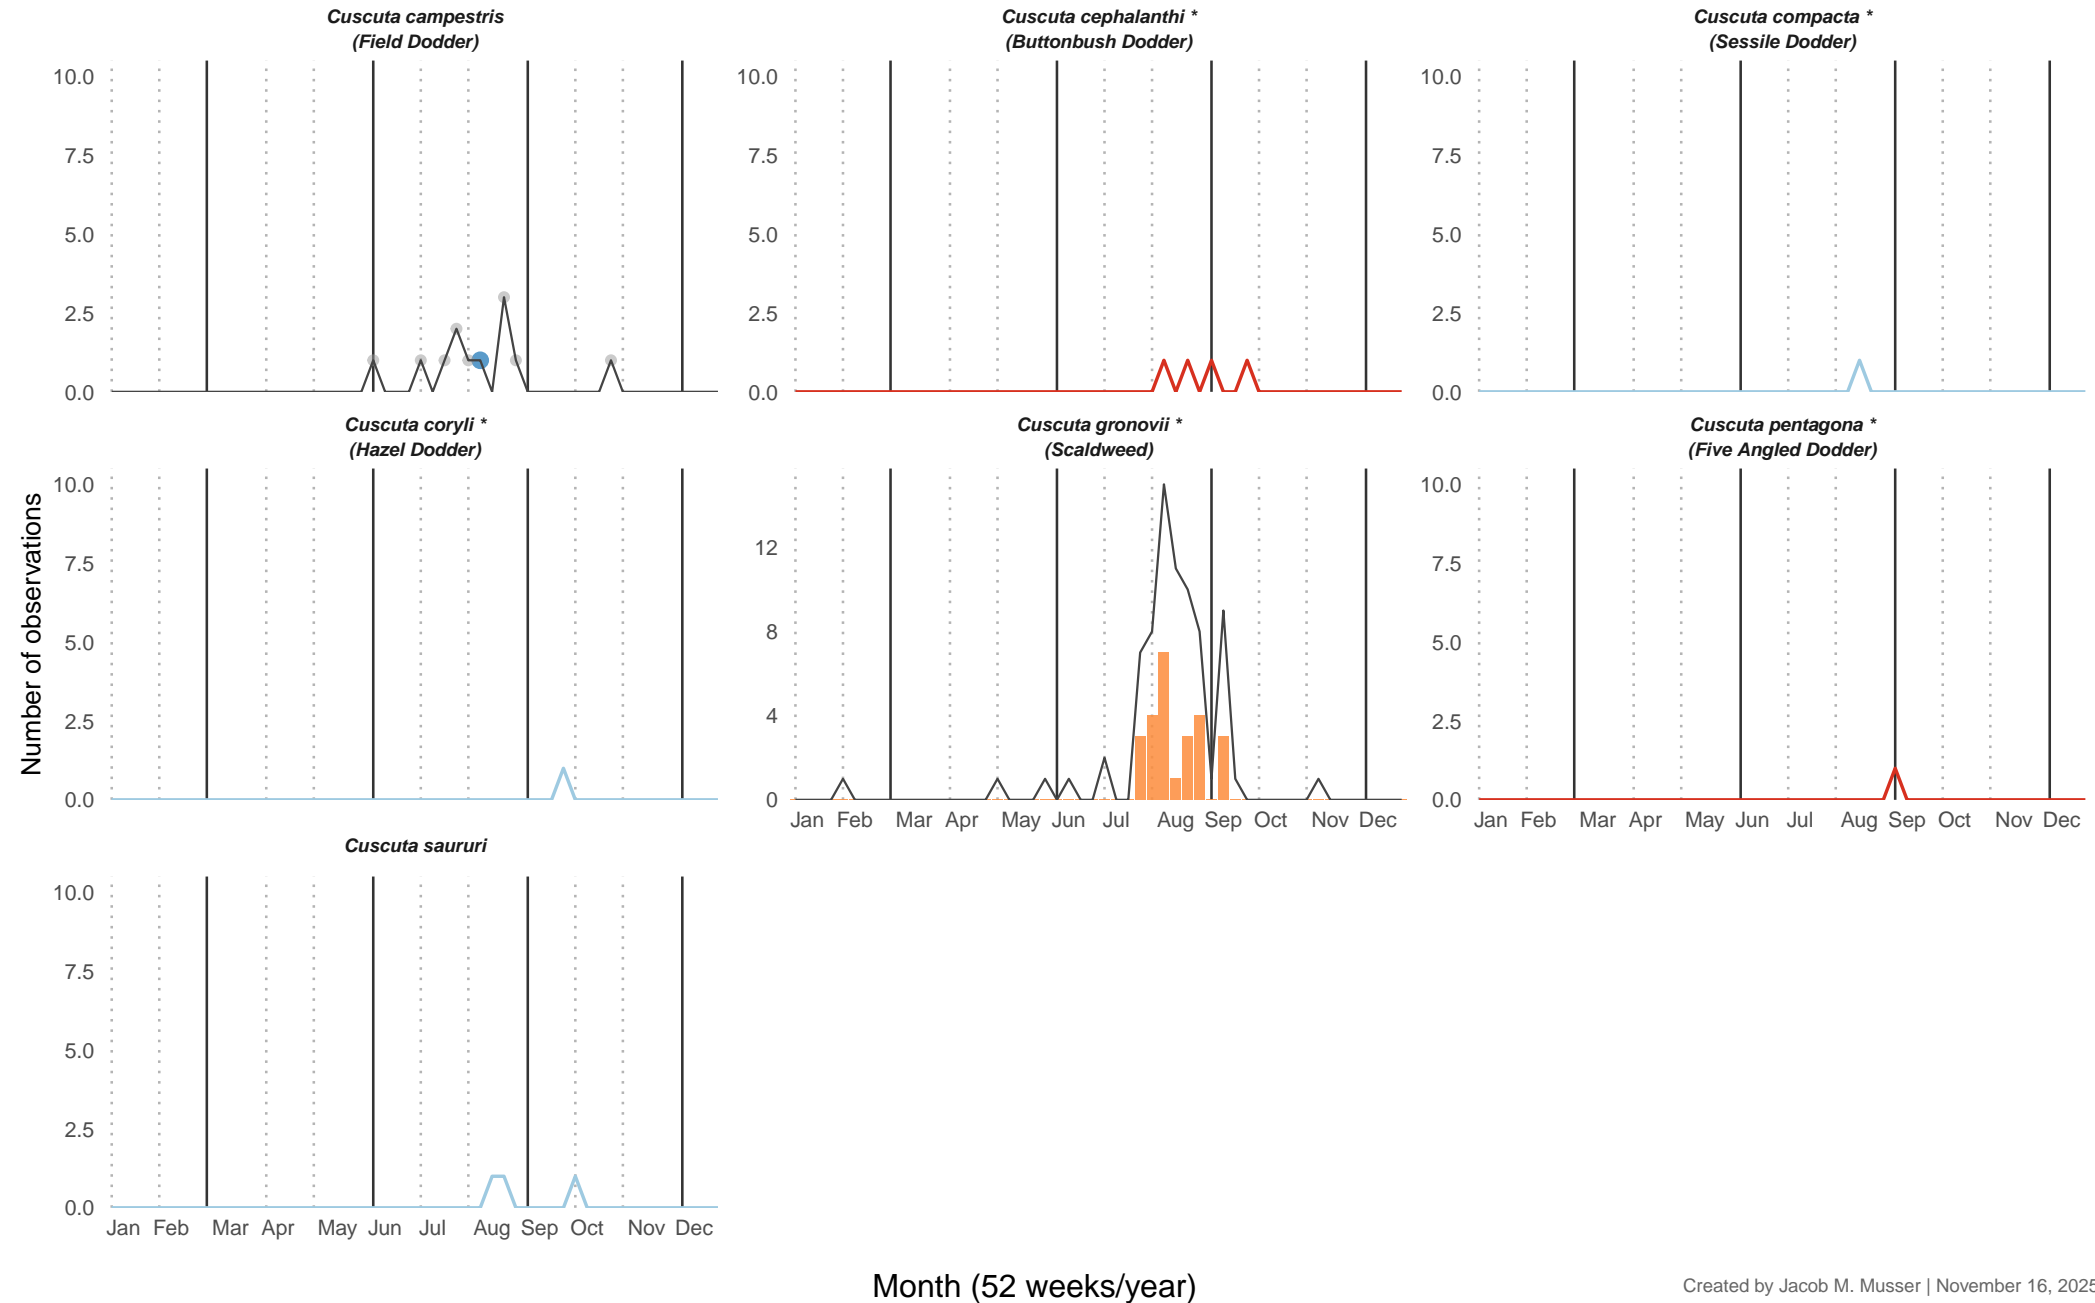 Cuscuta campestris
(Field Dodder)
Cuscuta cephalanthi *
(Buttonbush Dodder)
Cuscuta compacta *
(Sessile Dodder)
10.0
7.5
5.0
2.5
0.0
10.0
7.5
5.0
2.5
0.0
10.0
7.5
5.0
2.5
0.0
Cuscuta coryli *
(Hazel Dodder)
Cuscuta gronovii *
(Scaldweed)
Cuscuta pentagona *
(Five Angled Dodder)
Number of observations
10.0
7.5
5.0
2.5
0.0
12
8
4
0
10.0
7.5
5.0
2.5
0.0
Jan Feb Mar Apr May Jun Jul Aug Sep Oct Nov Dec
Jan Feb Mar Apr May Jun Jul Aug Sep Oct Nov Dec
Cuscuta saururi
10.0
7.5
5.0
2.5
0.0
Jan Feb Mar Apr May Jun Jul Aug Sep Oct Nov Dec
Month (52 weeks/year)
Created by Jacob M. Musser | November 16, 2025